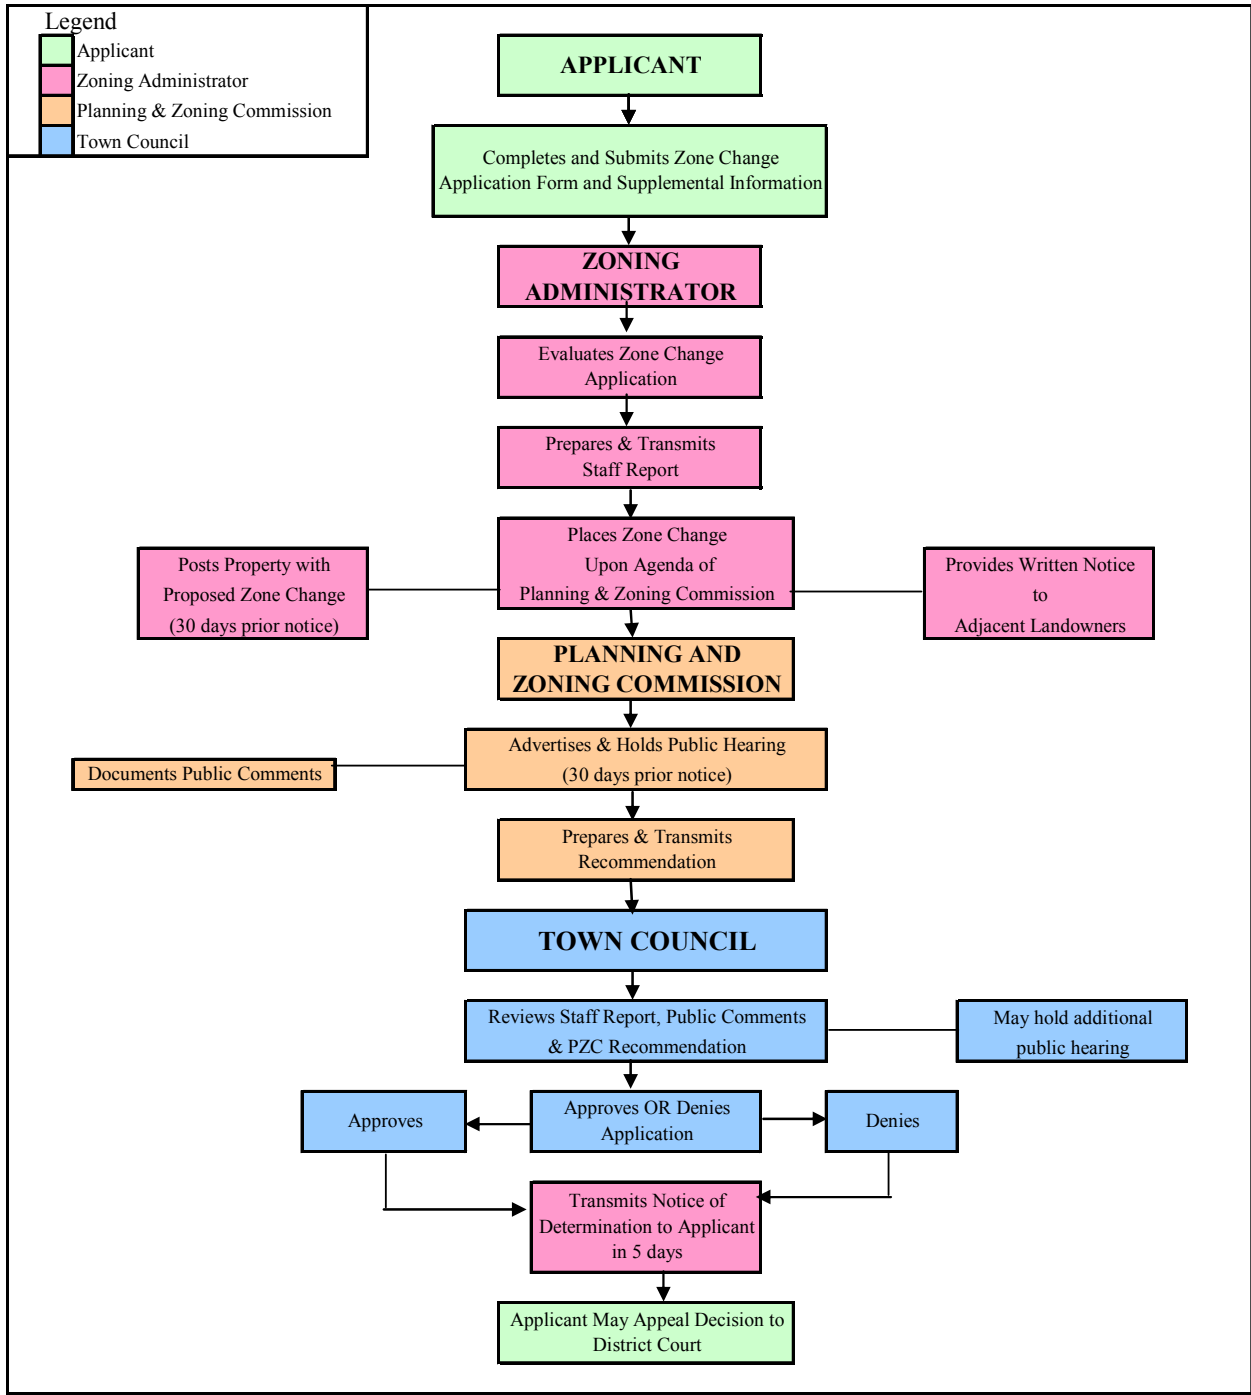 Legend
Applicant
Zoning Administrator
Planning & Zoning Commission
Town Council
APPLICANT
Completes and Submits Zone Change
Application Form and Supplemental Information
ZONING
ADMINISTRATOR
Evaluates Zone Change
Application
Prepares & Transmits
Staff Report
Places Zone Change
Upon Agenda of
Planning & Zoning Commission
Posts Property with
Proposed Zone Change
(30 days prior notice)
Provides Written Notice
to
Adjacent Landowners
PLANNING AND
ZONING COMMISSION
Advertises & Holds Public Hearing
(30 days prior notice)
Documents Public Comments
Prepares & Transmits
Recommendation
TOWN COUNCIL
Reviews Staff Report, Public Comments
& PZC Recommendation
May hold additional
public hearing
Approves
Approves OR Denies
Application
Denies
Transmits Notice of
Determination to Applicant
in 5 days
Applicant May Appeal Decision to
District Court